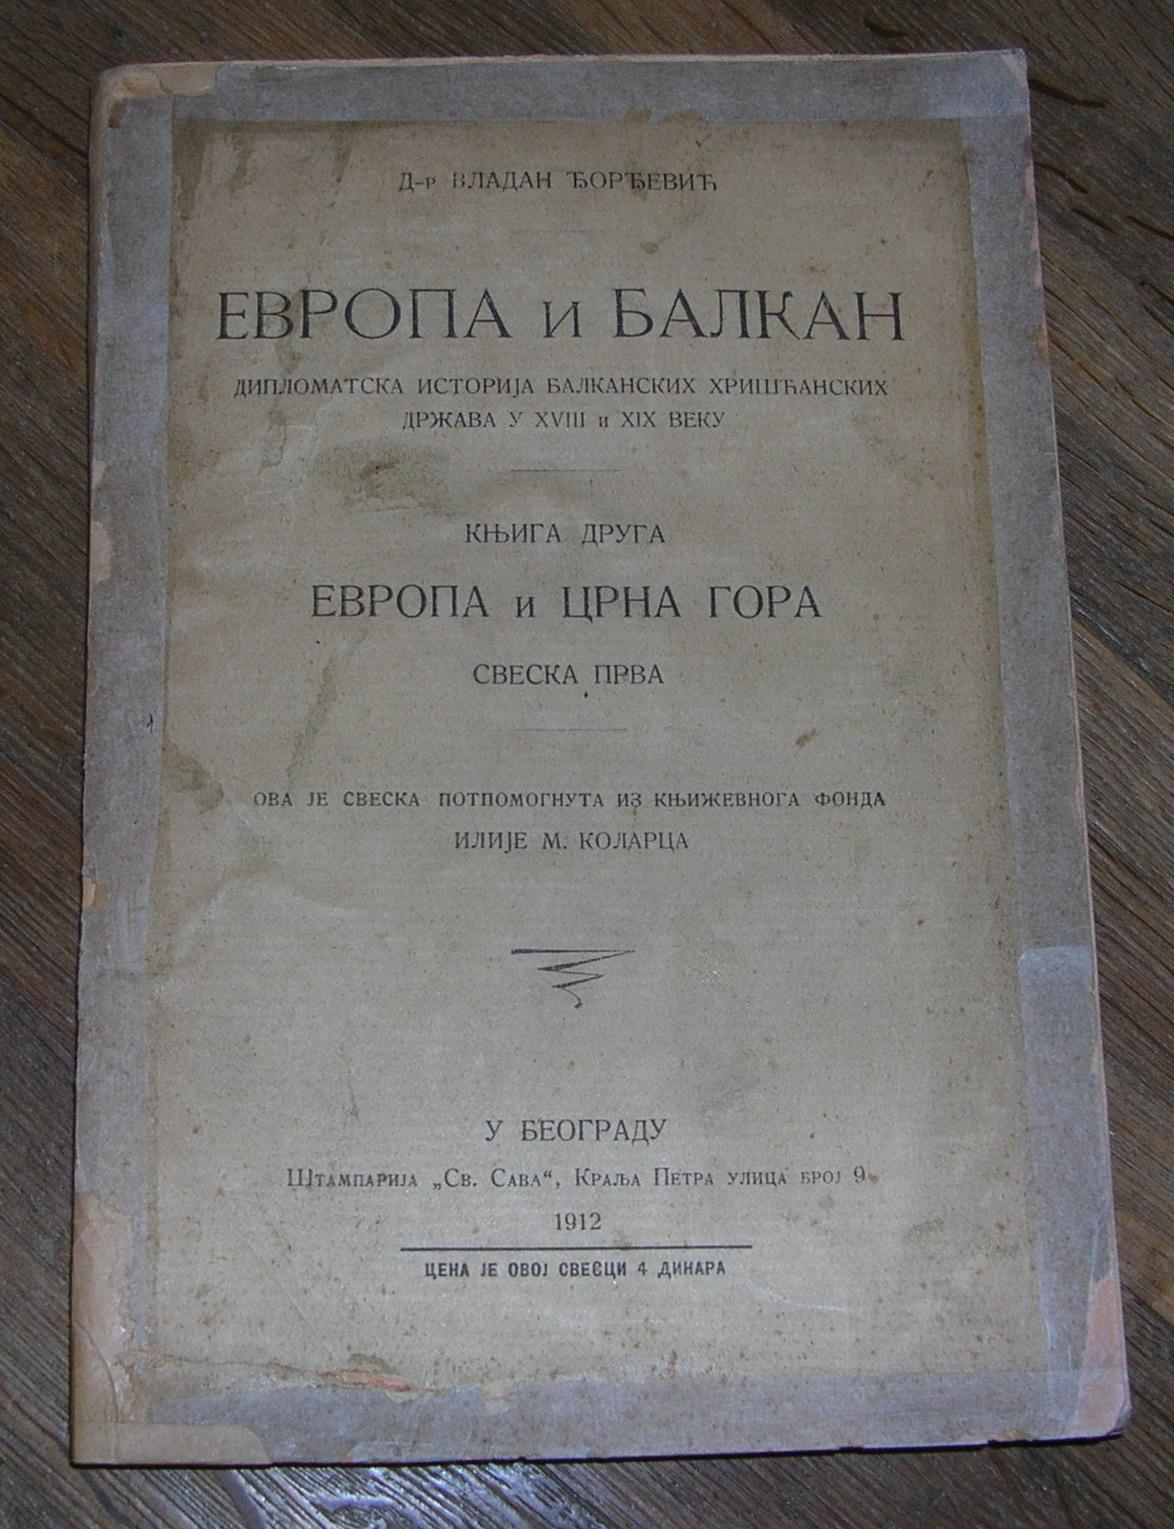 Д-р ВЛАДАН ЂОРЂЕВИЋ
ЕВРОПА и БАЛКАН
ДИПЛОМАТСКА ИСТОРИЈА БАЛКАНСКИХ ХРИШЋАНСКИХ
ДРЖАВА У XVIII и XIX ВЕКУ
КЊИГА ДРУГА
ЕВРОПА и ЦРНА ГОРА
СВЕСКА ПРВА
ОВА ЈЕ СВЕСКА ПОТПОМОГНУТА ИЗ КЊИЖЕВНОГА ФОНДА
ИЛИЈЕ М. КОЛАРЦА
У БЕОГРАДУ
Штампарија „Св. Сава“, Краља Петра улица број 9.
1912
ЦЕНА ЈЕ ОВОЈ СВЕСЦИ 4 ДИНАРА